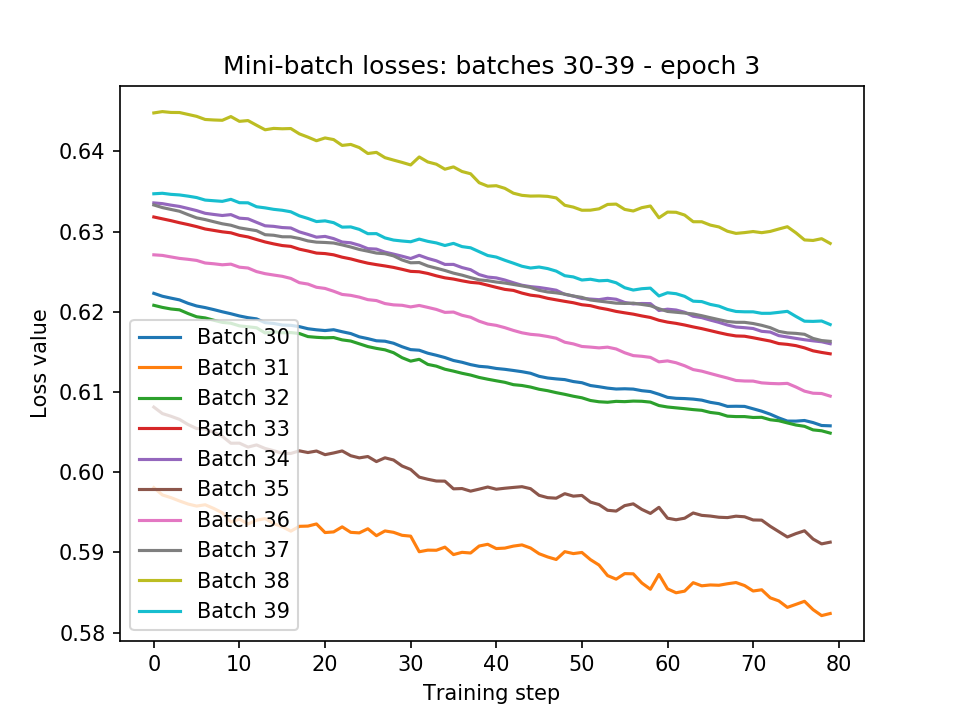 Mini-batch losses: batches 30-39 - epoch 3
Loss value
0.64
0.63
0.62
0.61
0.60
0.59
0.58
Batch 30
Batch 31
Batch 32
Batch 33
Batch 34
Batch 35
Batch 36
Batch 37
Batch 38
Batch 39
0 10 20 30 40 50 60 70 80
Training step